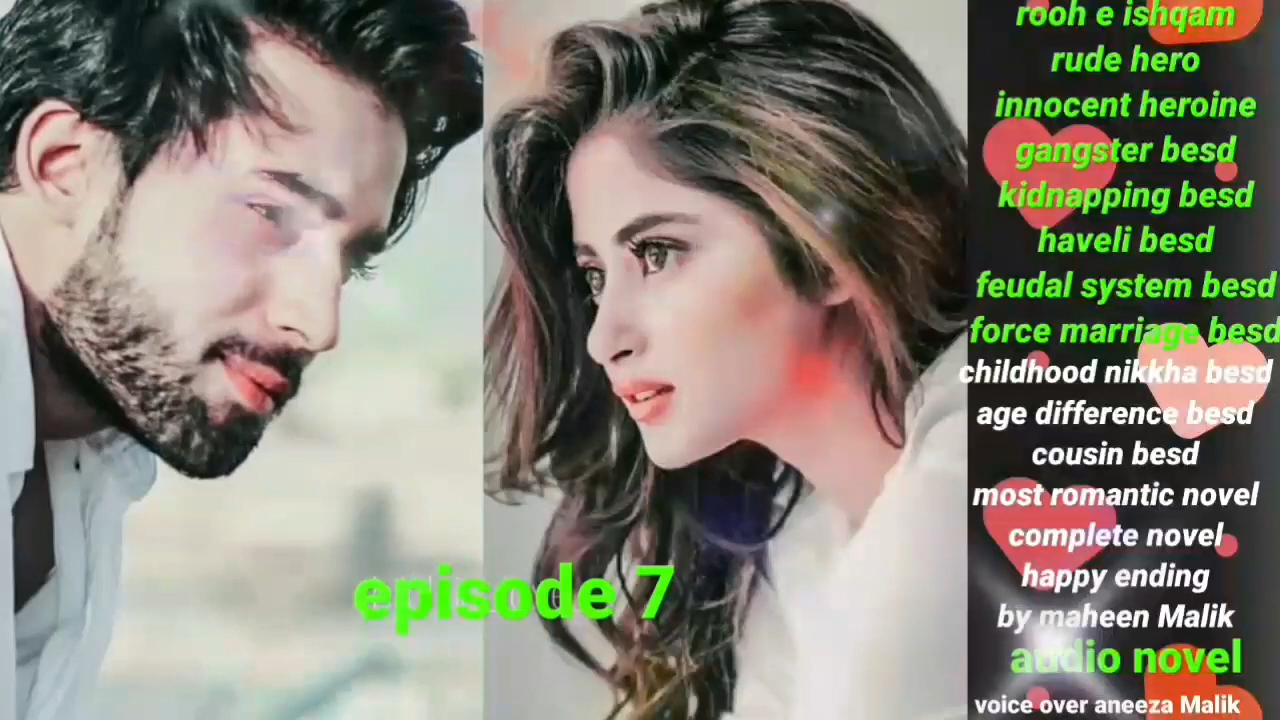 rooh e ishqam
rude hero
innocent heroine
gangster besd
kidnapping besd
haveli besd
feudal system besd
force marriage besd
childhood nikkha besd
age difference besd
cousin besd
most romantic novel
complete novel
happy ending
by maheen Malik
audio novel
voice over aneeza Malik
episode 7